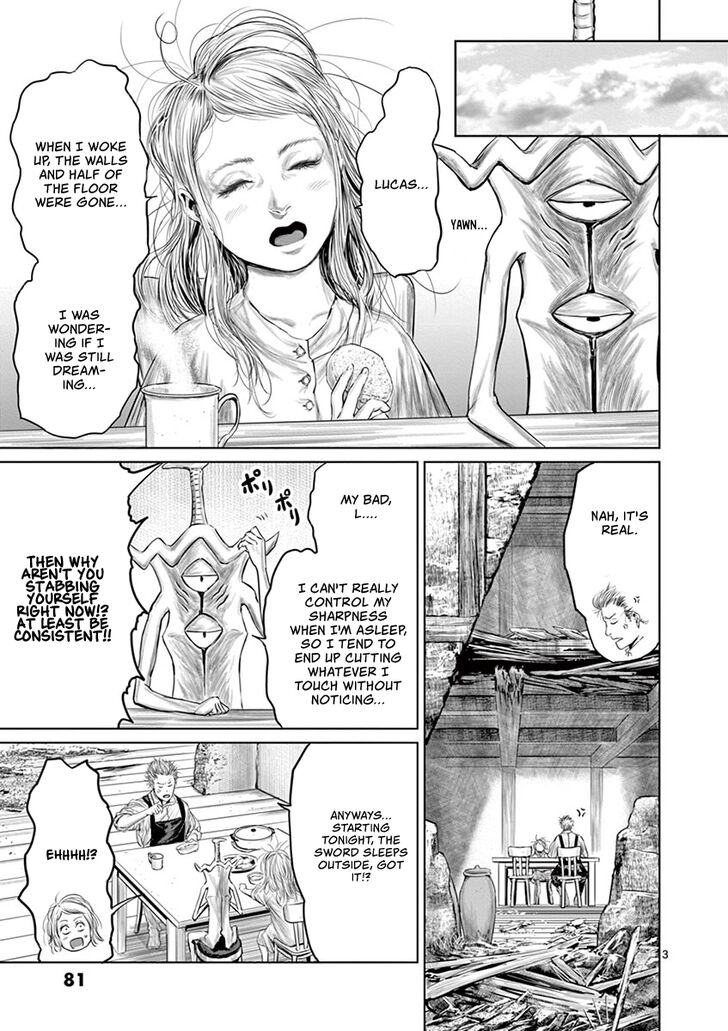 YAWN...
LUCAS...
WHEN I WOKE
UP, THE WALLS
AND HALF OF
THE FLOOR
WERE GONE...
I WAS
WONDER-
ING IF I
WAS STILL
DREAM-
ING...
NAH, IT'S
REAL.
MY BAD,
L....
I CAN'T REALLY
CONTROL MY
SHARPNESS
WHEN I'M ASLEEP,
SO I TEND TO
END UP CUTTING
WHATEVER I
TOUCH WITHOUT
NOTICING...
ポリ
ポリ
THEN WHY
AREN'T YOU
STABBING
YOURSELF
RIGHT NOW!?
AT LEAST BE
CONSISTENT!!
ANYWAYS...
STARTING
TONIGHT, THE
SWORD SLEEPS
OUTSIDE, GOT
IT!?
EHHHH!?
3
81